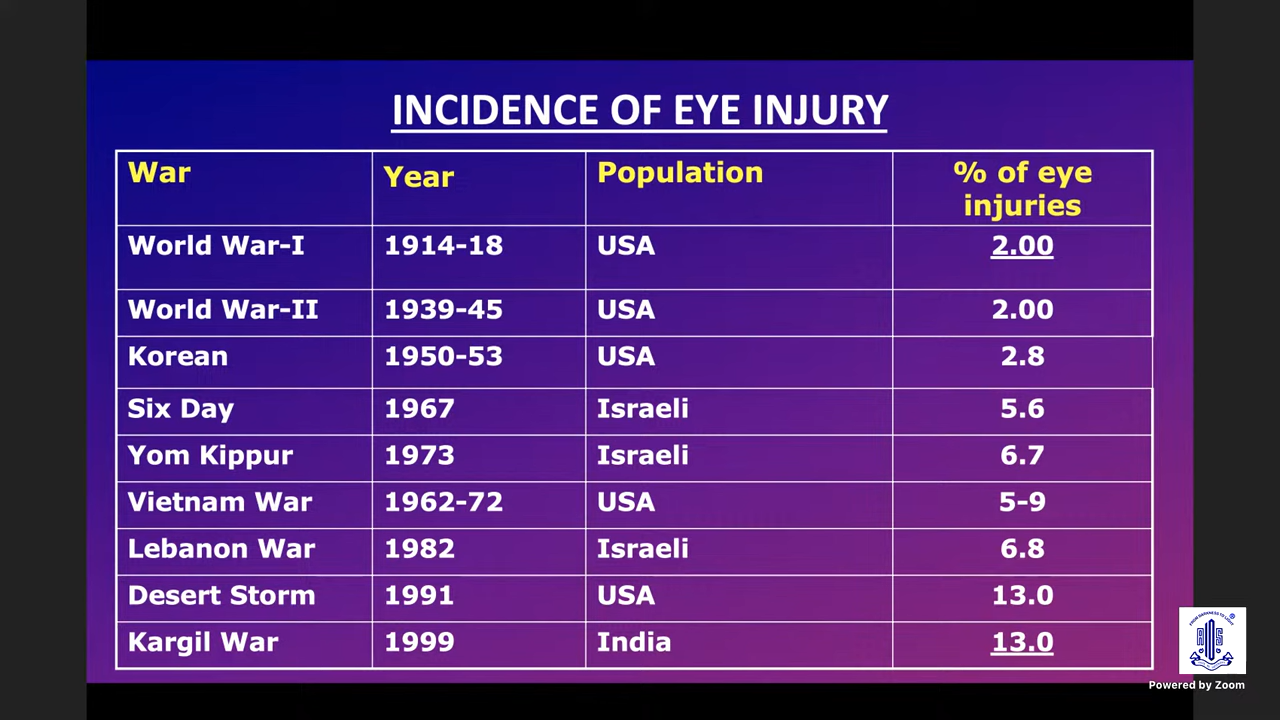 INCIDENCE OF EYE INJURY
War Year Population % of eye injuries
World War-I 1914-18 USA 2.00
World War-II 1939-45 USA 2.00
Korean 1950-53 USA 2.8
Six Day 1967 Israeli 5.6
Yom Kippur 1973 Israeli 6.7
Vietnam War 1962-72 USA 5-9
Lebanon War 1982 Israeli 6.8
Desert Storm 1991 USA 13.0
Kargil War 1999 India 13.0
Powered by Zoom